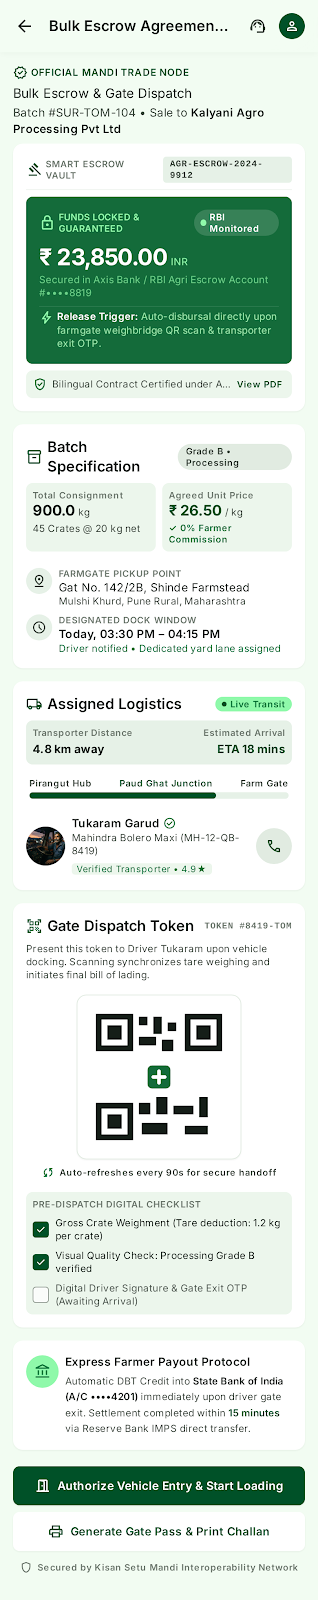 Bulk Escrow Agreemen...
OFFICIAL MANDI TRADE NODE
Bulk Escrow & Gate Dispatch
Batch #SUR-TOM-104 • Sale to Kalyani Agro
Processing Pvt Ltd
SMART ESCROW
VAULT
AGR-ESCROW-2024-
9912
FUNDS LOCKED &
GUARANTEED
RBI
Monitored
₹ 23,850.00 INR
Secured in Axis Bank / RBI Agri Escrow Account
#••••8819
Release Trigger: Auto-disbursal directly upon
farmgate weighbridge QR scan & transporter
exit OTP.
Bilingual Contract Certified under A... View PDF
Batch
Specification
Grade B •
Processing
Total Consignment
900.0 kg
45 Crates @ 20 kg net
Agreed Unit Price
₹ 26.50 / kg
✓ 0% Farmer
Commission
FARMGATE PICKUP POINT
Gat No. 142/2B, Shinde Farmstead
Mulshi Khurd, Pune Rural, Maharashtra
DESIGNATED DOCK WINDOW
Today, 03:30 PM – 04:15 PM
Driver notified • Dedicated yard lane assigned
Assigned Logistics
Live Transit
Transporter Distance
4.8 km away
Estimated Arrival
ETA 18 mins
Pirangut Hub Paud Ghat Junction Farm Gate
Tukaram Garud
Mahindra Bolero Maxi (MH-12-QB-
8419)
Verified Transporter • 4.9 ★
Gate Dispatch Token TOKEN #8419-TOM
Present this token to Driver Tukaram upon vehicle
docking. Scanning synchronizes tare weighing and
initiates final bill of lading.
Auto-refreshes every 90s for secure handoff
PRE-DISPATCH DIGITAL CHECKLIST
Gross Crate Weighment (Tare deduction: 1.2 kg
per crate)
Visual Quality Check: Processing Grade B
verified
Digital Driver Signature & Gate Exit OTP
(Awaiting Arrival)
Express Farmer Payout Protocol
Automatic DBT Credit into State Bank of India
(A/C ••••4201) immediately upon driver gate
exit. Settlement completed within 15 minutes
via Reserve Bank IMPS direct transfer.
Authorize Vehicle Entry & Start Loading
Generate Gate Pass & Print Challan
Secured by Kisan Setu Mandi Interoperability Network